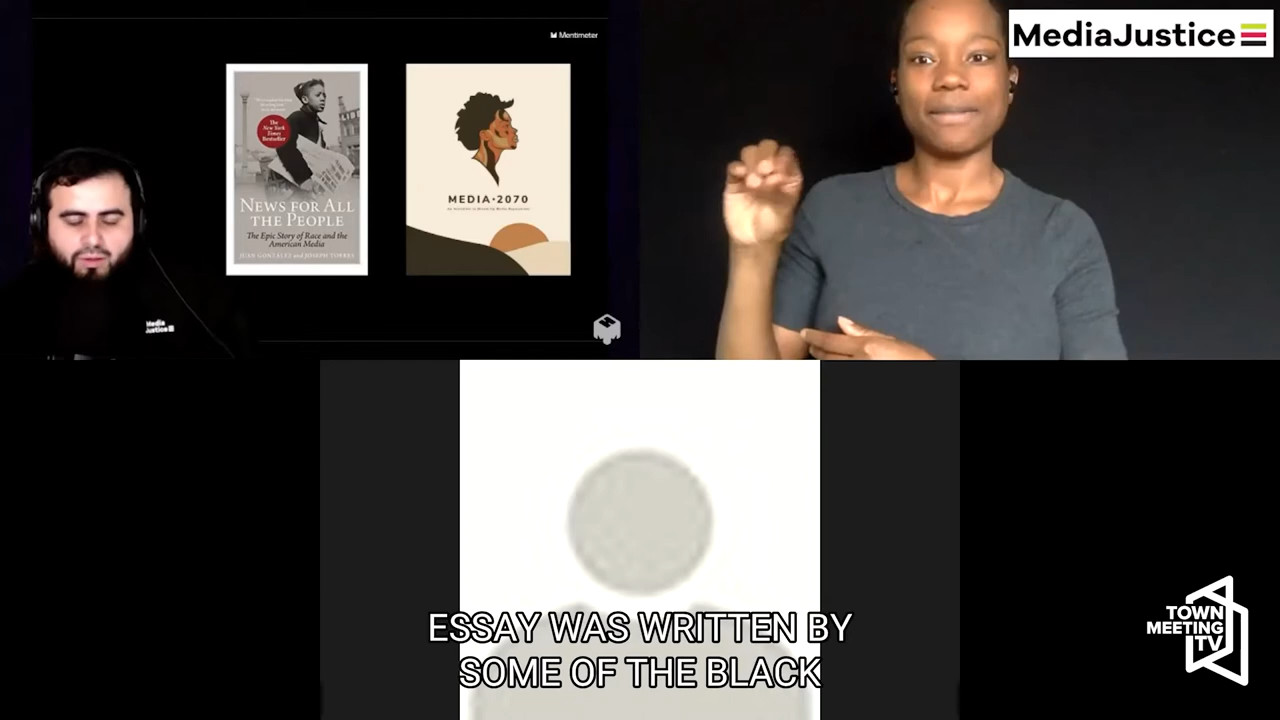 Mentimeter
MediaJustice
The
New York
Times
Bestseller
NEWS FOR ALL
THE PEOPLE
The Epic Story of Race and the
American Media
JUAN GONZÁLEZ and JOSEPH TORRES
MEDIA·2070
Media
Justice
ESSAY WAS WRITTEN BY
SOME OF THE BLACK
TOWN
MEETING
TV